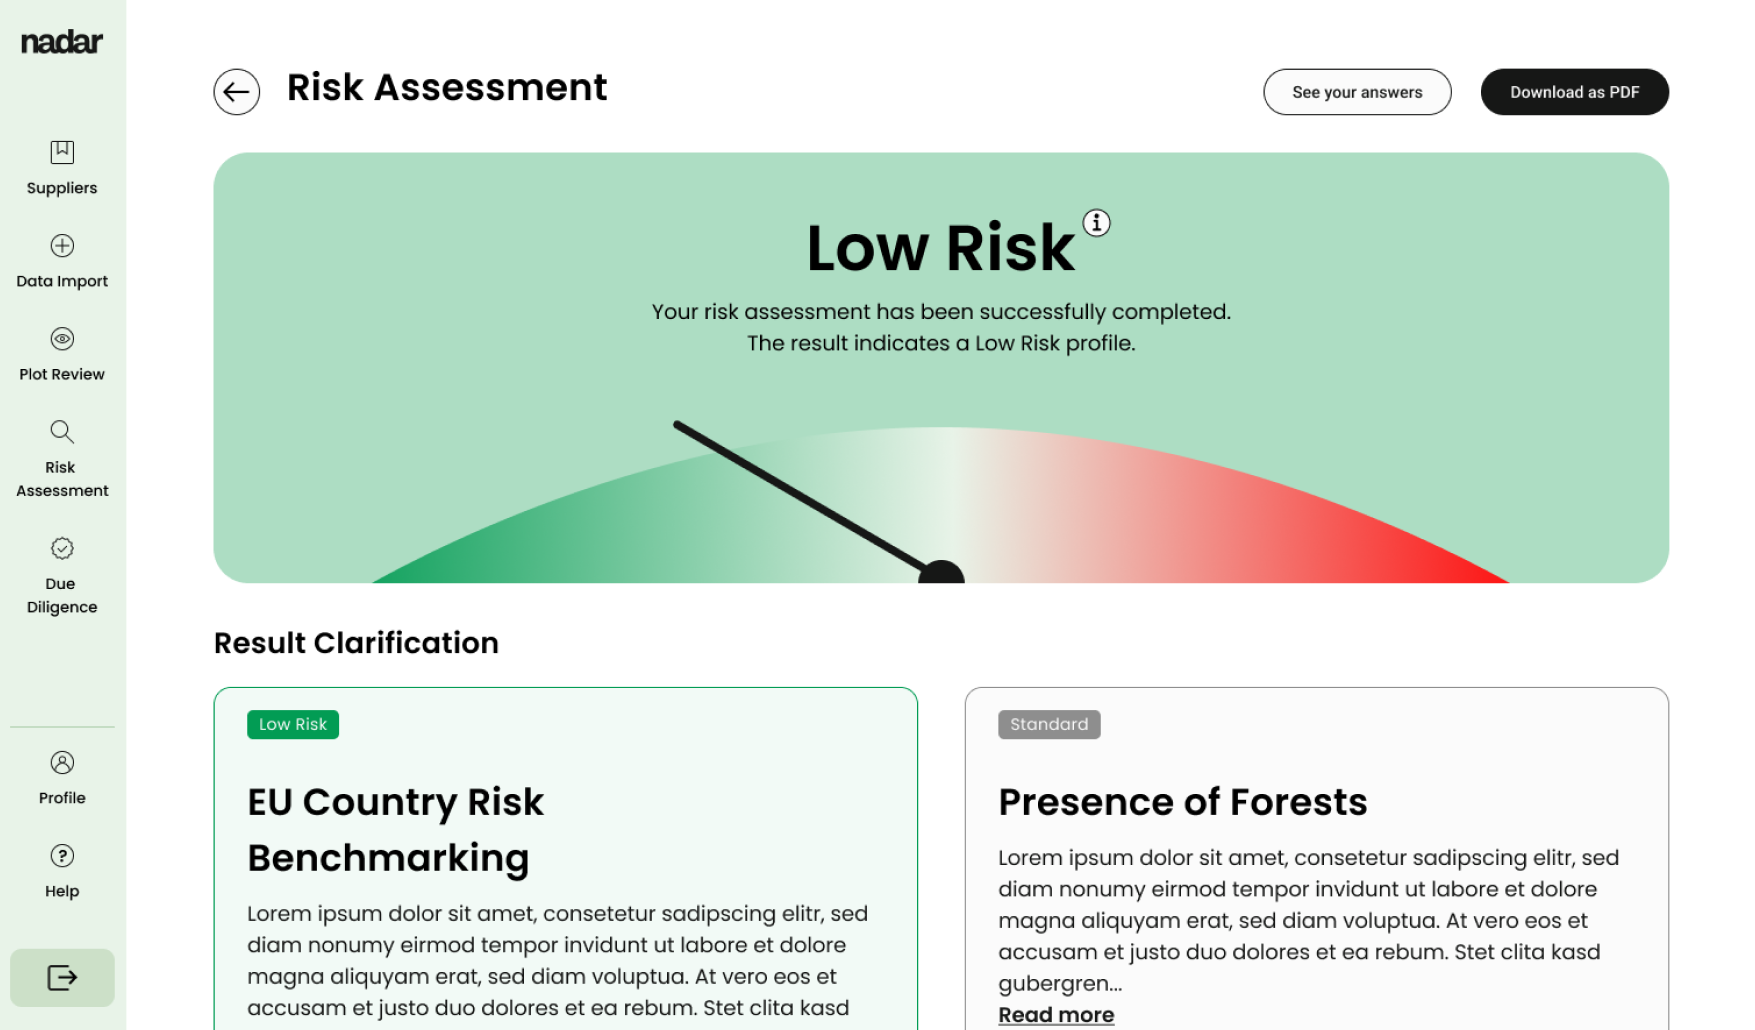 nadar
Suppliers
Data Import
Plot Review
Risk
Assessment
Due
Diligence
Profile
Help
Risk Assessment
See your answers
Download as PDF
Low Risk
i
Your risk assessment has been successfully completed.
The result indicates a Low Risk profile.
Result Clarification
Low Risk
EU Country Risk
Benchmarking
Lorem ipsum dolor sit amet, consetetur sadipscing elitr, sed
diam nonumy eirmod tempor invidunt ut labore et dolore
magna aliquyam erat, sed diam voluptua. At vero eos et
accusam et justo duo dolores et ea rebum. Stet clita kasd
Standard
Presence of Forests
Lorem ipsum dolor sit amet, consetetur sadipscing elitr, sed
diam nonumy eirmod tempor invidunt ut labore et dolore
magna aliquyam erat, sed diam voluptua. At vero eos et
accusam et justo duo dolores et ea rebum. Stet clita kasd
gubergren...
Read more